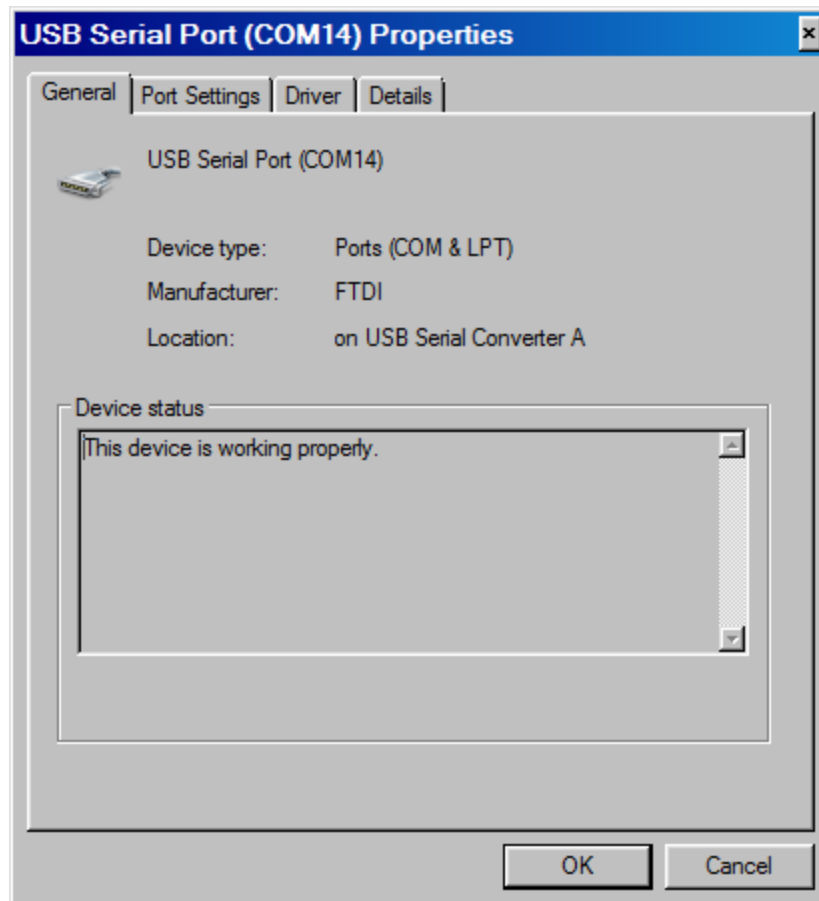 USB Serial Port (COM14) Properties
General Port Settings Driver Details
USB Serial Port (COM14)
Device type: Ports (COM & LPT)
Manufacturer: FTDI
Location: on USB Serial Converter A
Device status
This device is working properly.
OK Cancel